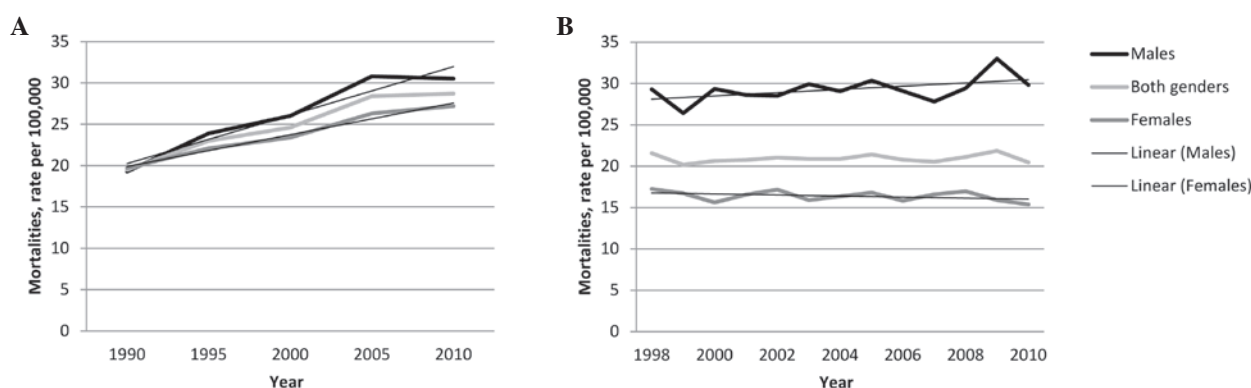 A
Mortalities, rate per 100,000
35
30
25
20
15
10
5
0
1990 1995 2000 2005 2010
Year
B
Mortalities, rate per 100,000
35
30
25
20
15
10
5
0
1998 2000 2002 2004 2006 2008 2010
Year
Males
Both genders
Females
Linear (Males)
Linear (Females)